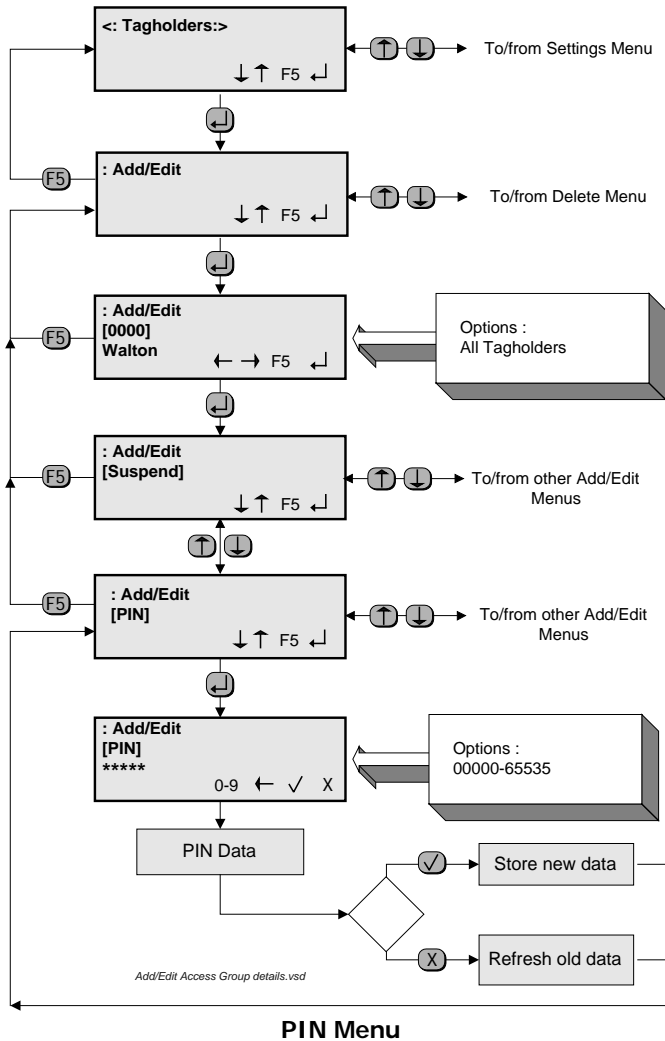 <: Tagholders:>
↓ ↑ F5 ↵
↑ ↓ To/from Settings Menu
↵
F5
: Add/Edit
↓ ↑ F5 ↵
↑ ↓ To/from Delete Menu
↵
F5
: Add/Edit
[0000]
Walton
← → F5 ↵
Options :
All Tagholders
↵
F5
: Add/Edit
[Suspend]
↓ ↑ F5 ↵
↑ ↓ To/from other Add/Edit
Menus
↑ ↓
F5
: Add/Edit
[PIN]
↓ ↑ F5 ↵
↑ ↓ To/from other Add/Edit
Menus
↵
: Add/Edit
[PIN]
*****
0-9 ← √ X
Options :
00000-65535
PIN Data
√ Store new data
X Refresh old data
Add/Edit Access Group details.vsd
PIN Menu